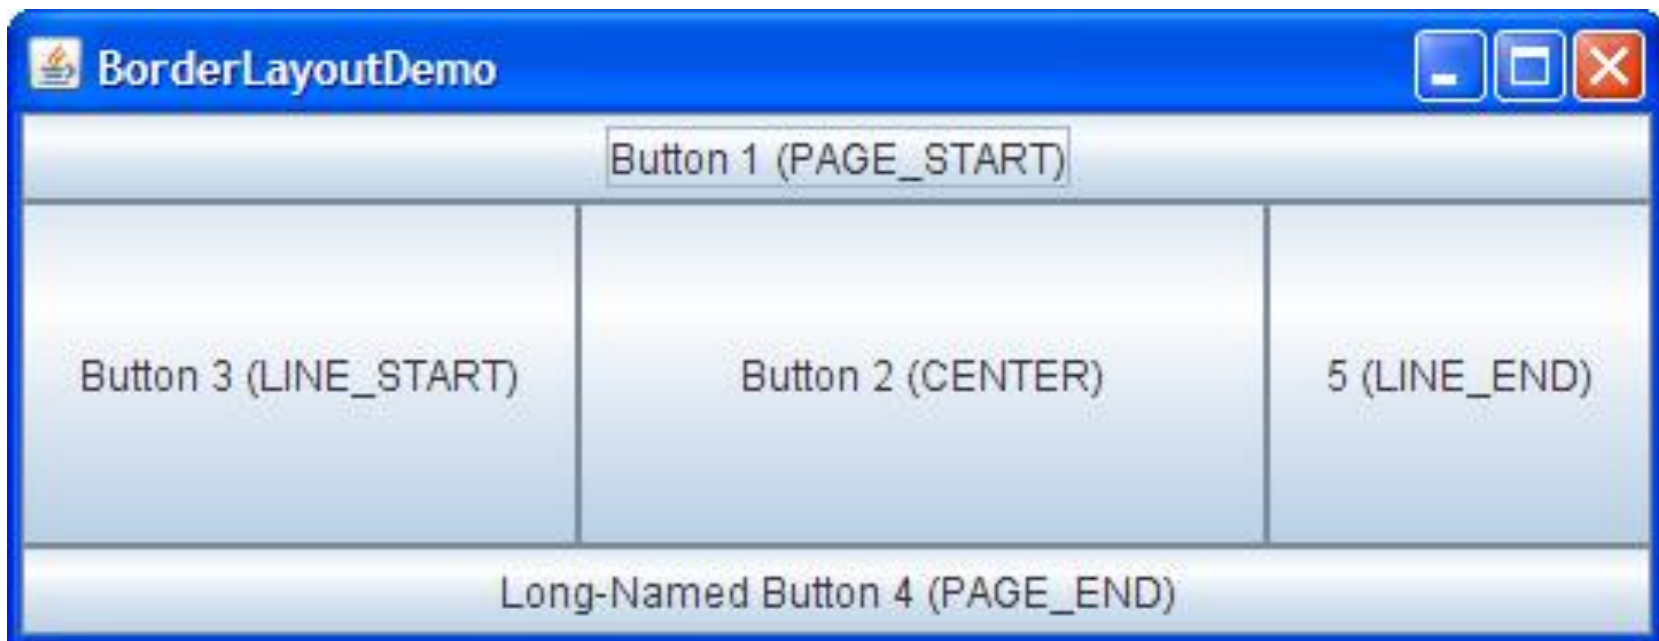 BorderLayoutDemo
Button 1 (PAGE_START)
Button 3 (LINE_START)
Button 2 (CENTER)
5 (LINE_END)
Long-Named Button 4 (PAGE_END)